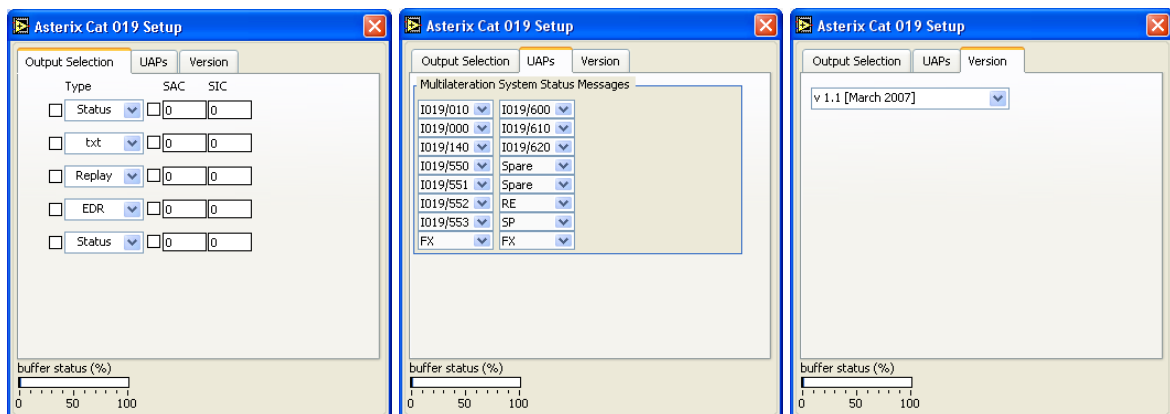 Asterix Cat 019 Setup
Output Selection UAPs Version
Type SAC SIC
Status 0 0
txt 0 0
Replay 0 0
EDR 0 0
Status 0 0
buffer status (%)
0 50 100
Asterix Cat 019 Setup
Output Selection UAPs Version
Multilateration System Status Messages
I019/010 I019/600
I019/000 I019/610
I019/140 I019/620
I019/550 Spare
I019/551 Spare
I019/552 RE
I019/553 SP
FX FX
buffer status (%)
0 50 100
Asterix Cat 019 Setup
Output Selection UAPs Version
v 1.1 [March 2007]
buffer status (%)
0 50 100